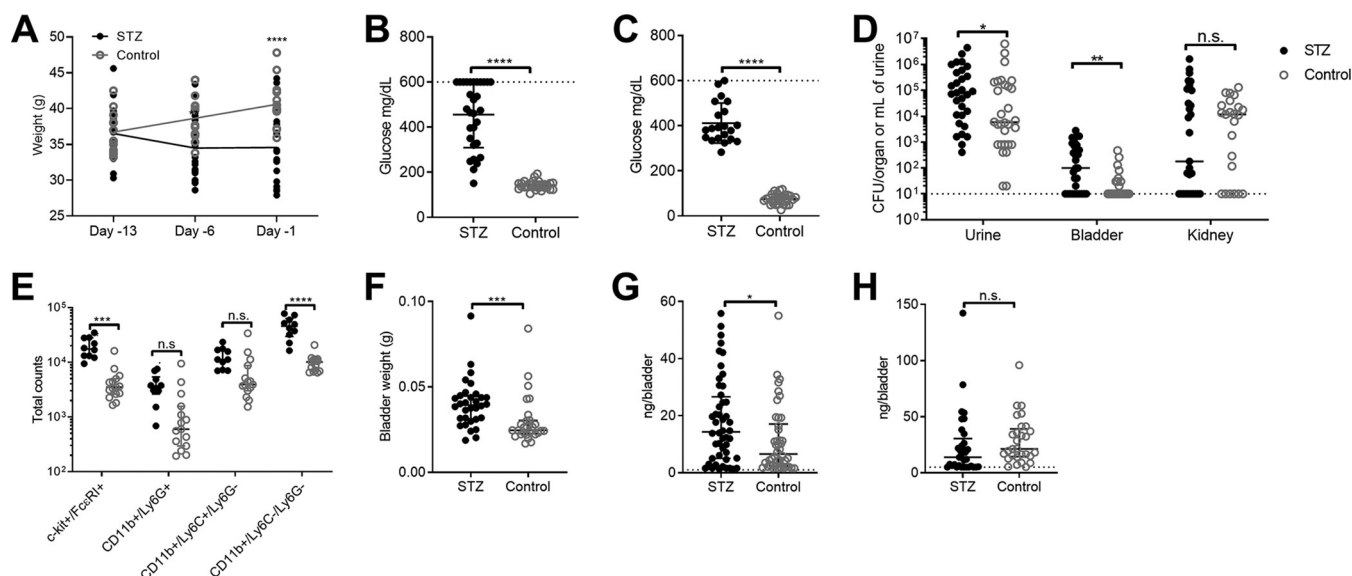 A
STZ
Control
****
Weight (g)
50
45
40
35
30
25
Day -13
Day -6
Day -1
B
****
Glucose mg/dL
800
600
400
200
0
STZ
Control
C
****
Glucose mg/dL
800
600
400
200
0
STZ
Control
D
*
**
n.s.
STZ
Control
CFU/organ or mL of urine
10⁷
10⁶
10⁵
10⁴
10³
10²
10¹
10⁰
Urine
Bladder
Kidney
E
***
n.s
n.s.
****
Total counts
10⁵
10⁴
10³
10²
c-kit+/FcεRI+
CD11b+/Ly6G+
CD11b+/Ly6C+/Ly6G-
CD11b+/Ly6C-/Ly6G-
F
***
Bladder weight (g)
0.10
0.05
0.00
STZ
Control
G
*
ng/bladder
60
40
20
0
STZ
Control
H
n.s.
ng/bladder
150
100
50
0
STZ
Control